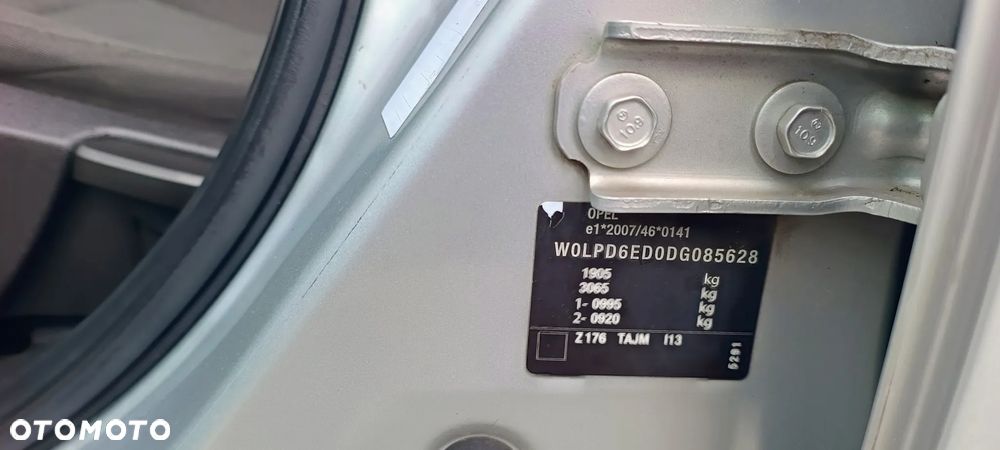 10.9
10.9
OPEL
e1*2007/46*0141
W0LPD6ED0DG085628
1905 kg
3065 kg
1- 0995 kg
2- 0920 kg
Z176 TAJM I13
5291
OTOMOTO